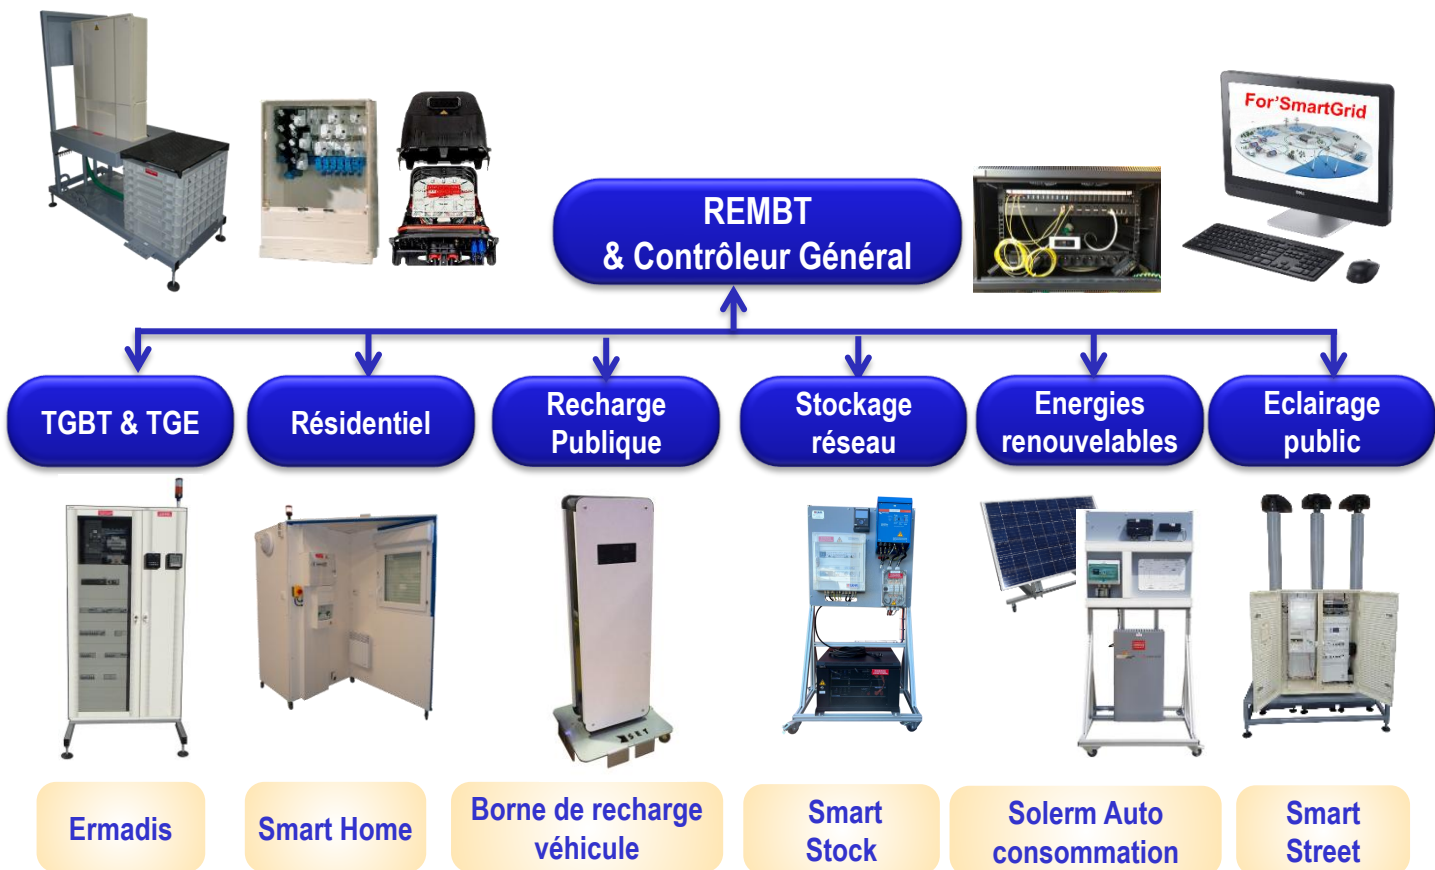 For'SmartGrid
REMBT
& Contrôleur Général
TGBT & TGE
Résidentiel
Recharge
Publique
Stockage
réseau
Energies
renouvelables
Eclairage
public
Ermadis
Smart Home
Borne de recharge
véhicule
Smart
Stock
Solerm Auto
consommation
Smart
Street